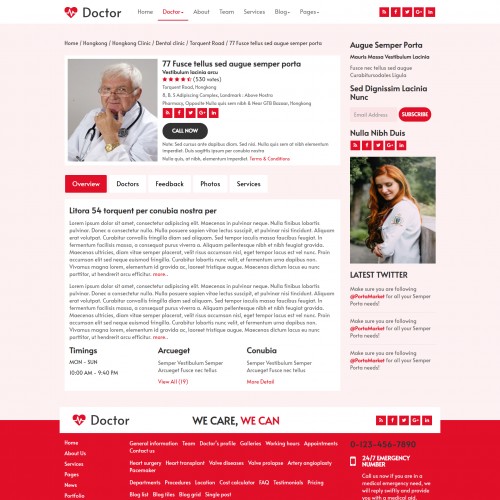 Doctor
Home Doctor About Team Services Blog Pages
Home / Hongkong / Hongkong Clinic / Dental clinic / Torquent Road / 77 Fusce tellus sed augue semper porta
77 Fusce tellus sed augue semper porta
Vestibulum lacinia arcu
(530 votes)
Torquent Road, Hongkong
B, 5, 5 Adipiscing Complex, Landmark : Above Nostra
Pharmacy, Opposite Nulla quis sem nibh & Hear GTB Bazaar, Hongkong
CALL NOW
Note: Sed cursus ante dapibus diam. Sed nisi. Nulla quis sem at nibh elementum
imperdiet. Duis sagittis ipsum per conubia nostra
Nulla quis, at nibh, elementum, imperdiet Terms & Conditions
Overview Doctors Feedback Photos Services
Litora 54 torquent per conubia nostra per
Lorem ipsum dolor sit amet, consectetur adipiscing elit. Maecenas in pulvinar neque. Nulla finibus lobortis
pulvinar. Donec a consectetur nulla. Nulla posuere sapien vitae lectus suscipit, et pulvinar nisi tincidunt. Aliquam
erat volutpat. Curabitur convallis fringilla diam sed aliquam. Sed tempor iaculis massa faucibus feugiat. In
fermentum facilisis massa, a consequat purus viverra a. Aliquam pellentesque nibh et nibh feugiat gravida.
Maecenas ultricies, diam vitae semper placerat, velit risus accumsan nisl, eget tempor lacus est vel nunc. Proin
accumsan elit sed neque euismod fringilla. Curabitur lobortis nunc velit, et fermentum urna dapibus non.
Vivamus magna lorem, elementum id gravida ac, laoreet tristique augue. Maecenas dictum lacus eu nunc
porttitor, ut hendrerit arcu efficitur. more..
Lorem ipsum dolor sit amet, consectetur adipiscing elit. Maecenas in pulvinar neque. Nulla finibus lobortis
pulvinar. Donec a consectetur nulla. Nulla posuere sapien vitae lectus suscipit, et pulvinar nisi tincidunt. Aliquam
erat volutpat. Curabitur convallis fringilla diam sed aliquam. Sed tempor iaculis massa faucibus feugiat. In
fermentum facilisis massa, a consequat purus viverra a. Aliquam pellentesque nibh et nibh feugiat gravida.
Maecenas ultricies, diam vitae semper placerat, velit risus accumsan nisl, eget tempor lacus est vel nunc. Proin
accumsan elit sed neque euismod fringilla. Curabitur lobortis nunc velit, et fermentum urna dapibus non.
Vivamus magna lorem, elementum id gravida ac, laoreet tristique augue. Maecenas dictum lacus eu nunc
porttitor, ut hendrerit arcu efficitur. more..
Timings
MON - SUN
10:00 AM - 9:40 PM
Arcueget
Semper Vestibulum Semper
Arcueget fusce nec tellus
View All (19)
Conubia
Semper Vestibulum Semper
Arcueget fusce nec tellus
More Detail
Augue Semper Porta
Mauris Massa Vestibulum Lacinia
Fusce nec tellus sed augue
Curabitursodales Ligula
Sed Dignissim Lacinia
Nunc
Email Address SUBSCRIBE
Nulla Nibh Duis
LATEST TWITTER
Make sure you are following
@PortaMarket for all your Semper
Porta needs!
Make sure you are following
@PortaMarket for all your Semper
Porta needs!
Make sure you are following
@PortaMarket for all your Semper
Porta needs!
Doctor
WE CARE, WE CAN
Home
About Us
Services
Pages
News
Portfolio
General information Team Doctor's profile Galleries Working hours Appointments
Contact us
Heart surgery Pacemaker Heart transplant Valve diseases Valve prolapse Artery angioplasty
Pacemaker
Departments Procedures Location Cost calculator FAQ Testimonials Pricing
Blog list Blog tiles Blog grid Single post
0-123-456-7890
24/7 EMERGENCY
NUMBER
Call us now if you are in a
medical emergency need, we
will reply swiftly and provide
you with a medical aid.